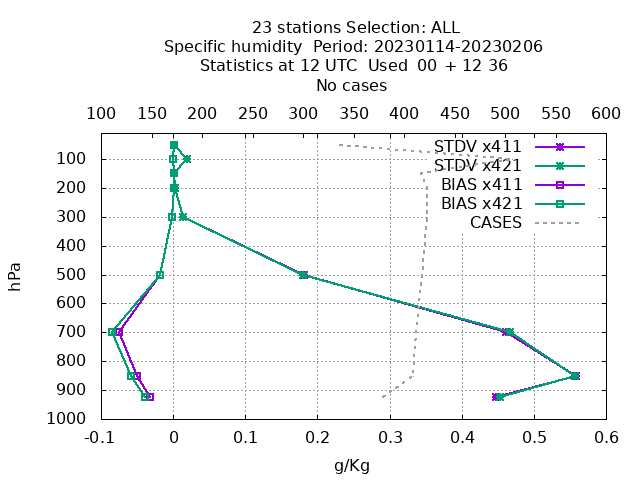 23 stations Selection: ALL
Specific humidity  Period: 20230114-20230206
Statistics at 12 UTC  Used  00 + 12 36
No cases
100 150 200 250 300 350 400 450 500 550 600
STDV x411
STDV x421
BIAS x411
BIAS x421
CASES
100
200
300
400
500
600
700
800
900
1000
hPa
-0.1 0 0.1 0.2 0.3 0.4 0.5 0.6
g/Kg